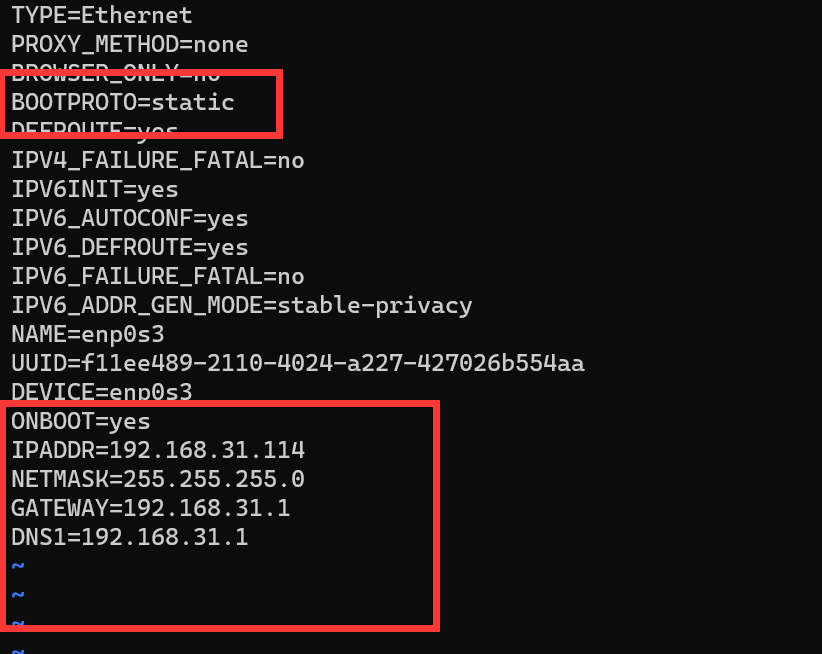 TYPE=Ethernet
PROXY_METHOD=none
BROWSER_ONLY=no
BOOTPROTO=static
DEFROUTE=yes
IPV4_FAILURE_FATAL=no
IPV6INIT=yes
IPV6_AUTOCONF=yes
IPV6_DEFROUTE=yes
IPV6_FAILURE_FATAL=no
IPV6_ADDR_GEN_MODE=stable-privacy
NAME=enp0s3
UUID=f11ee489-2110-4024-a227-427026b554aa
DEVICE=enp0s3
ONBOOT=yes
IPADDR=192.168.31.114
NETMASK=255.255.255.0
GATEWAY=192.168.31.1
DNS1=192.168.31.1
~
~
~
~